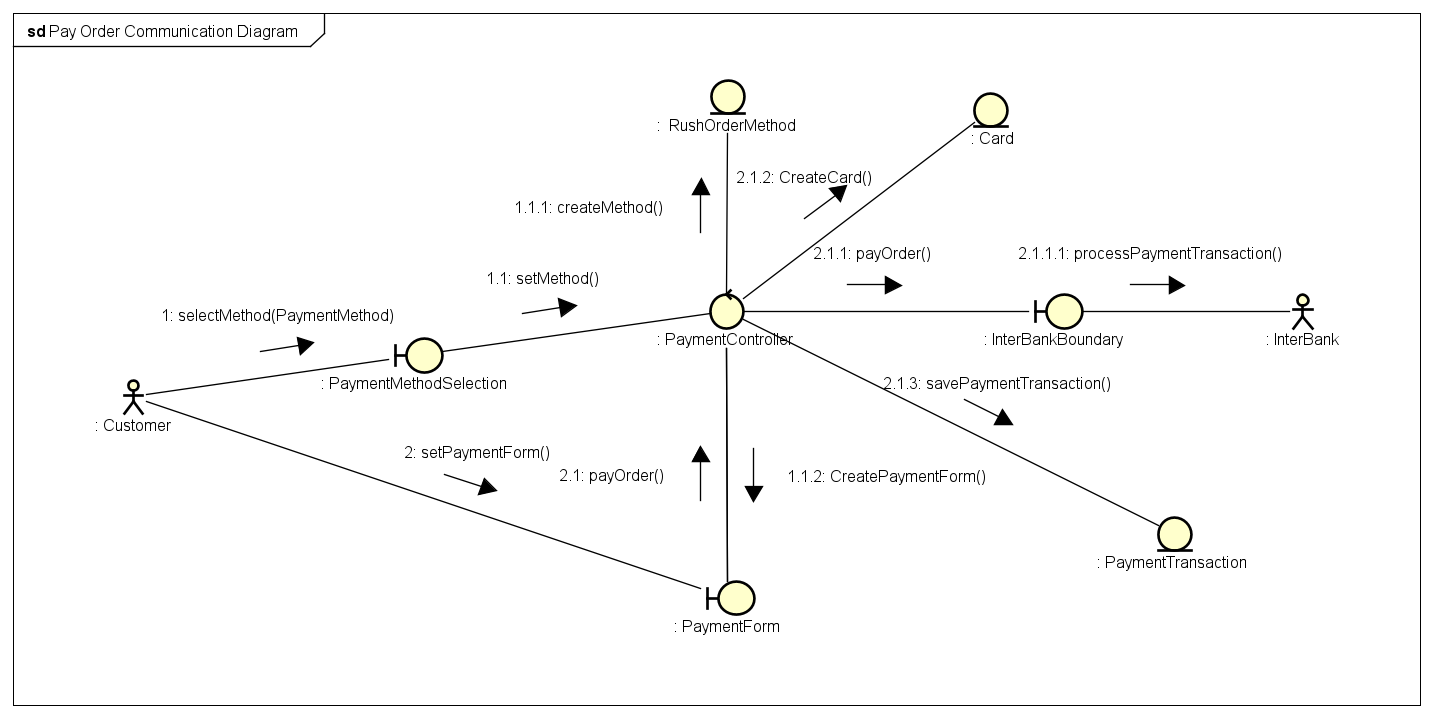 sd Pay Order Communication Diagram
: RushOrderMethod
: Card
2.1.2: CreateCard()
1.1.1: createMethod()
2.1.1: payOrder()
2.1.1.1: processPaymentTransaction()
1.1: setMethod()
1: selectMethod(PaymentMethod)
: PaymentController
: InterBankBoundary
: InterBank
: PaymentMethodSelection
2.1.3: savePaymentTransaction()
: Customer
2: setPaymentForm()
2.1: payOrder()
1.1.2: CreatePaymentForm()
: PaymentTransaction
: PaymentForm